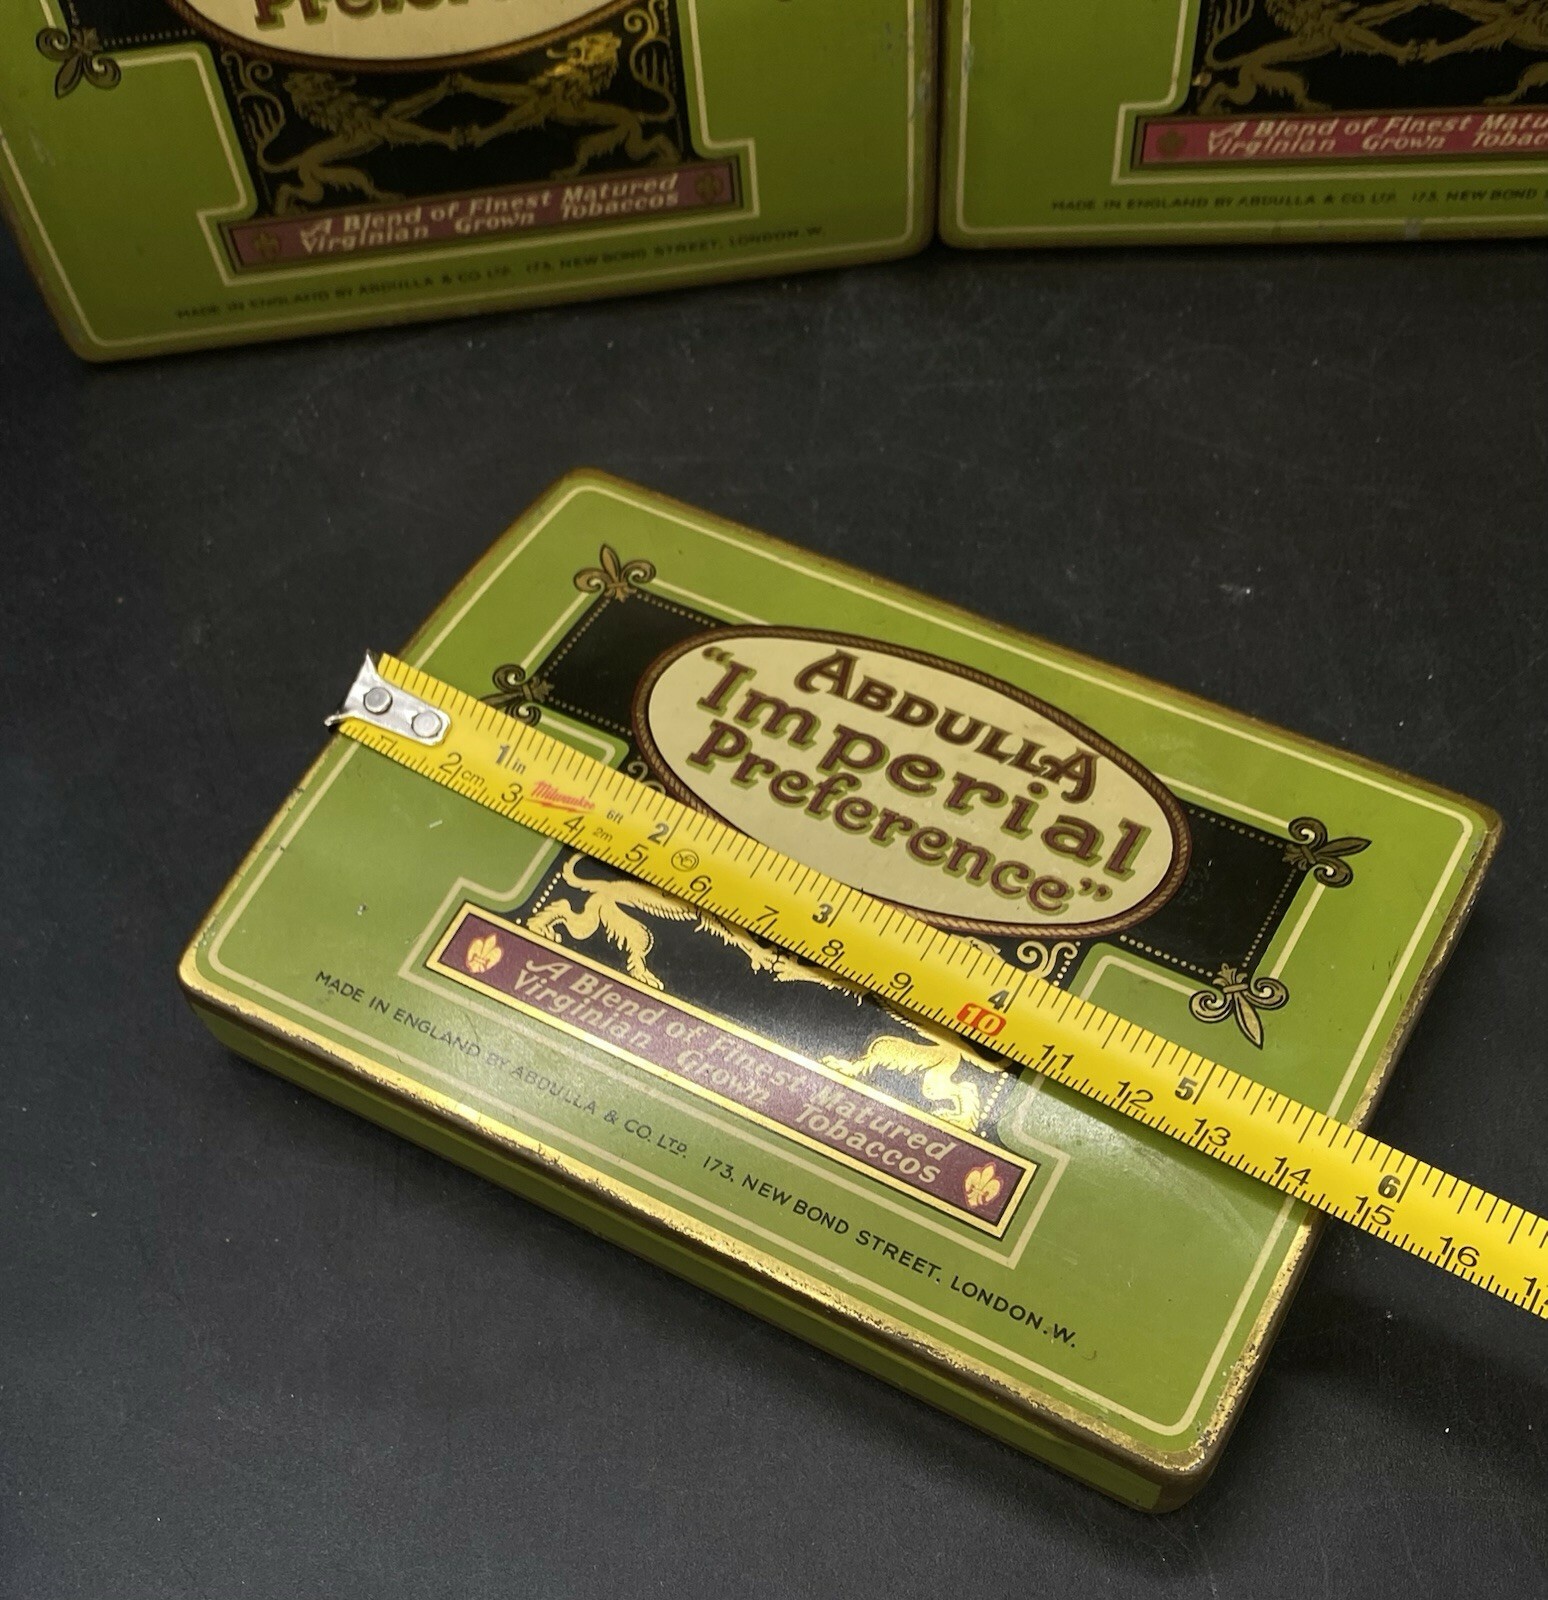 A Blend of Finest Matured
Virginian Grown Tobaccos
MADE IN ENGLAND BY ABDULLA & CO LTD. 173, NEW BOND STREET, LONDON.W.
A Blend of Finest
Virginian Grown
MADE IN ENGLAND BY ABDULLA & CO LTD. 173, NEW BOND
ABDULLA
“Imperial
Preference”
A Blend of Finest Matured
Virginian Grown Tobaccos
MADE IN ENGLAND BY ABDULLA & CO. LTD. 173, NEW BOND STREET. LONDON.W.
1 in 2 3 4 5 6
2 cm 3 4 5 6 7 8 9 10 11 12 13 14 15 16
Milwaukee
6ft
2m